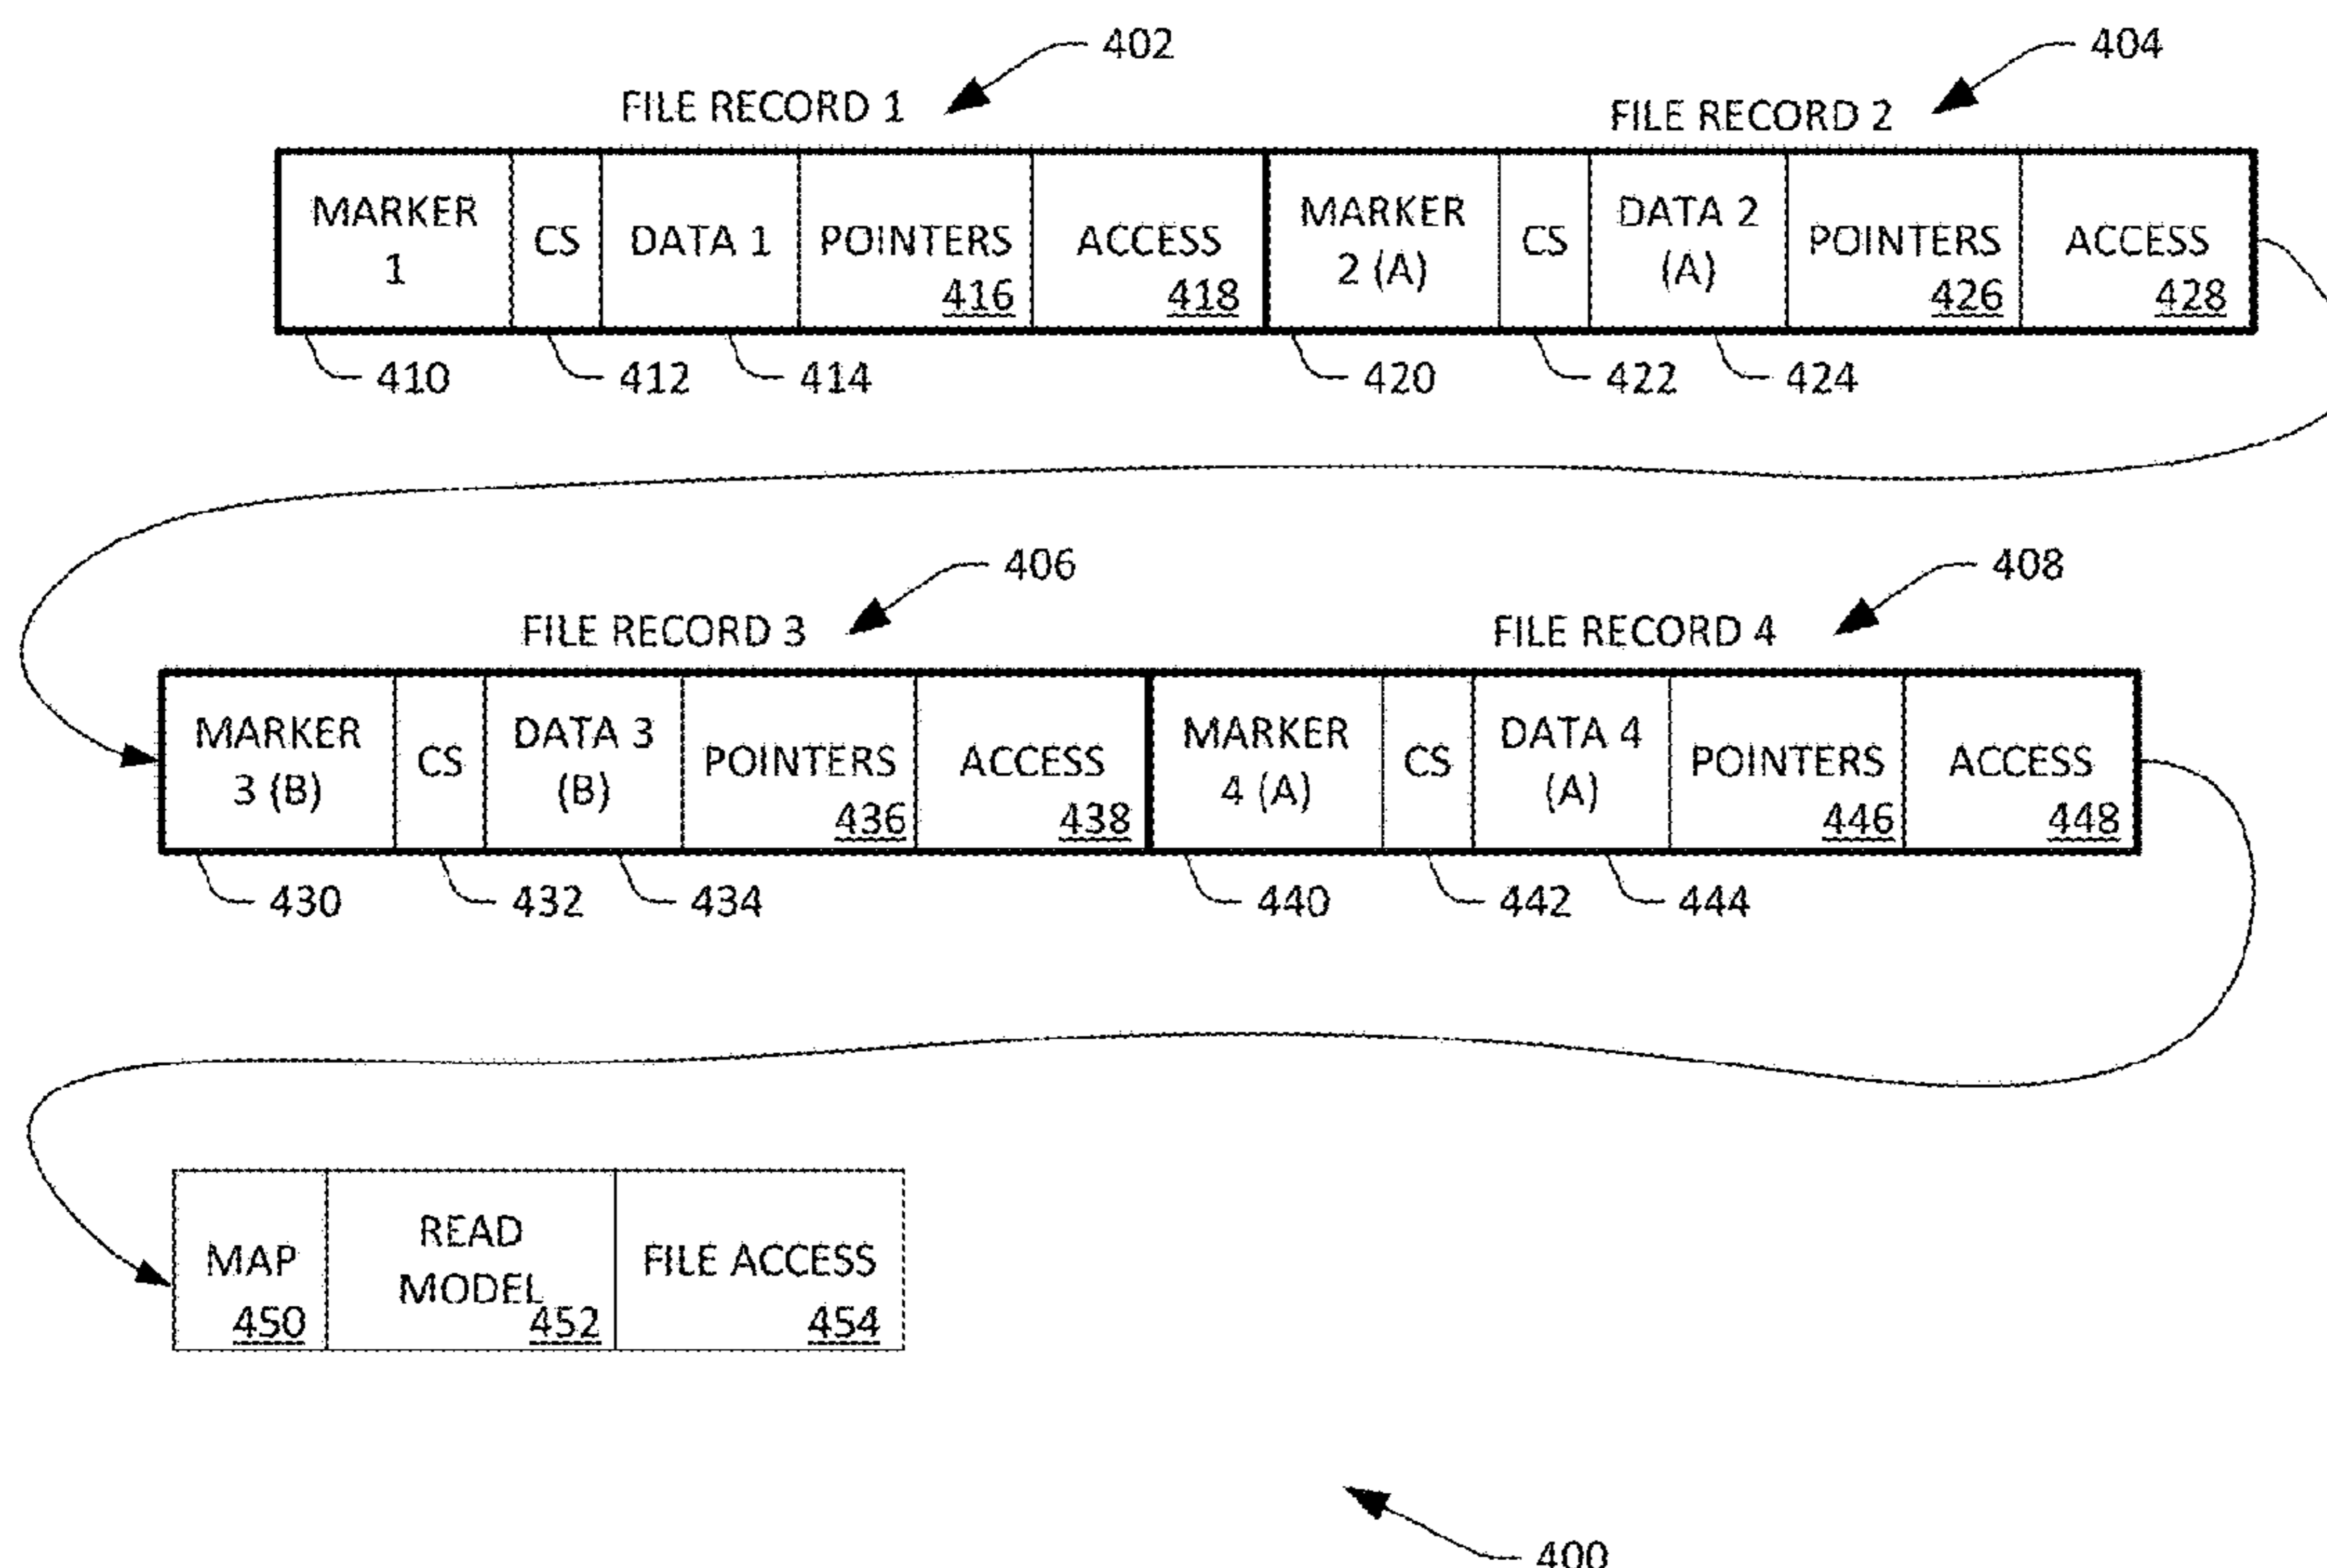 402
404
FILE RECORD 1
FILE RECORD 2
MARKER
1
CS
DATA 1
POINTERS
416
ACCESS
418
MARKER
2 (A)
CS
DATA 2
(A)
POINTERS
426
ACCESS
428
410
412
414
420
422
424
406
408
FILE RECORD 3
FILE RECORD 4
MARKER
3 (B)
CS
DATA 3
(B)
POINTERS
436
ACCESS
438
MARKER
4 (A)
CS
DATA 4
(A)
POINTERS
446
ACCESS
448
430
432
434
440
442
444
MAP
450
READ
MODEL
452
FILE ACCESS
454
400